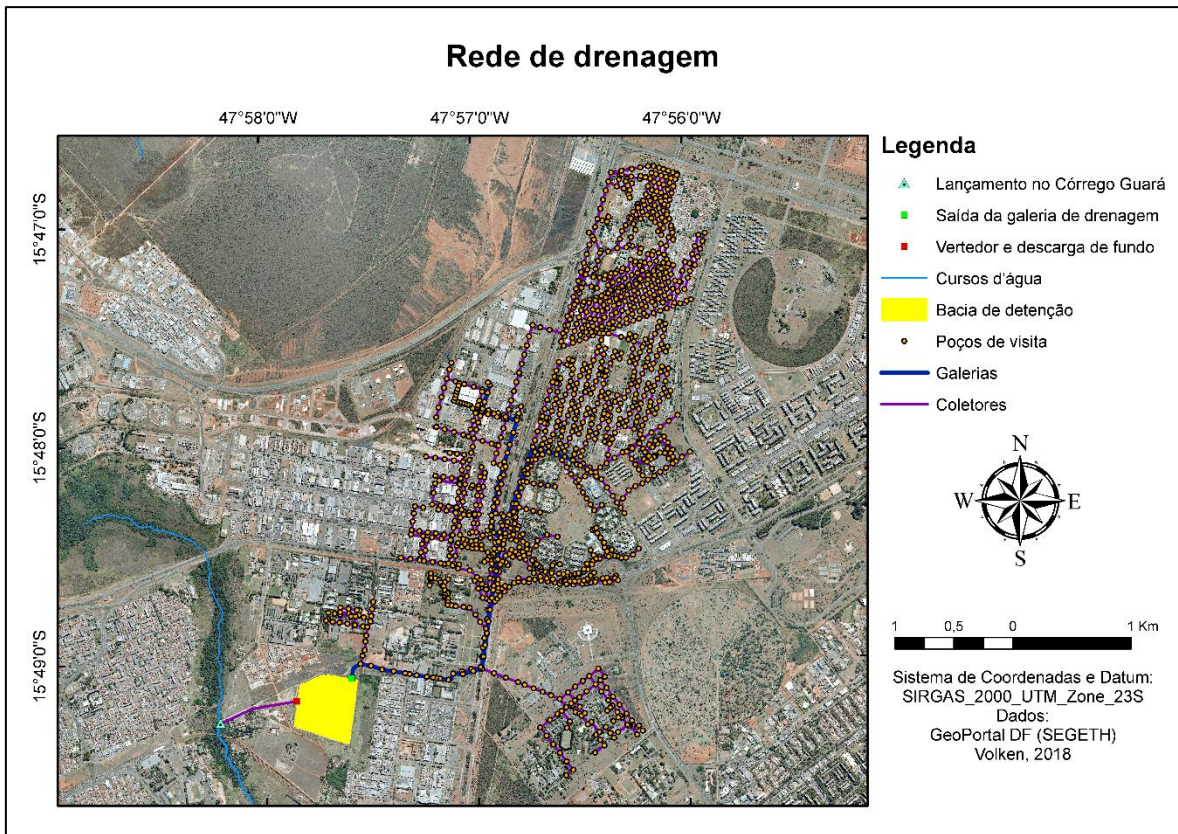 Rede de drenagem
47°58'0"W
47°57'0"W
47°56'0"W
15°47'0"S
15°48'0"S
15°49'0"S
Legenda
Lançamento no Córrego Guará
Saída da galeria de drenagem
Vertedor e descarga de fundo
Cursos d'água
Bacia de detenção
Poços de visita
Galerias
Coletores
N
W
E
S
1
0,5
0
1 Km
Sistema de Coordenadas e Datum:
SIRGAS_2000_UTM_Zone_23S
Dados:
GeoPortal DF (SEGETH)
Volken, 2018